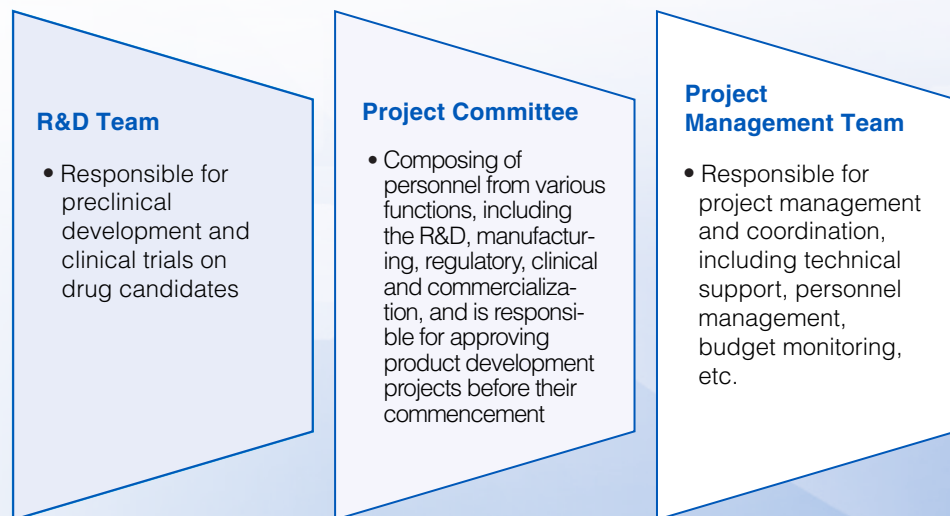 R&D Team
• Responsible for
preclinical
development and
clinical trials on
drug candidates
Project Committee
• Composing of
personnel from various
functions, including
the R&D, manufactur-
ing, regulatory, clinical
and commercializa-
tion, and is responsi-
ble for approving
product development
projects before their
commencement
Project
Management Team
• Responsible for
project management
and coordination,
including technical
support, personnel
management,
budget monitoring,
etc.